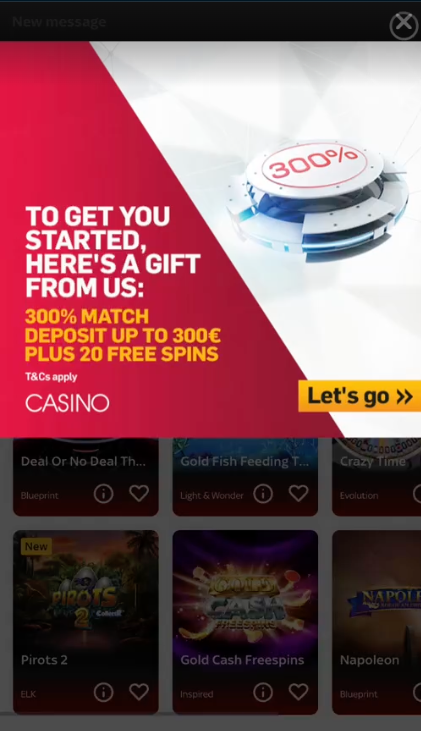 New message
300%
TO GET YOU
STARTED,
HERE'S A GIFT
FROM US:
300% MATCH
DEPOSIT UP TO 300€
PLUS 20 FREE SPINS
T&Cs apply
CASINO
Let's go »
Deal Or No Deal Th...
Gold Fish Feeding T...
Crazy Time
Blueprint
Light & Wonder
Evolution
New
PIROTS
2
GOLD
CASH
FREESPINS
NAPOLE
Pirots 2
Gold Cash Freespins
Napoleon
ELK
Inspired
Blueprint